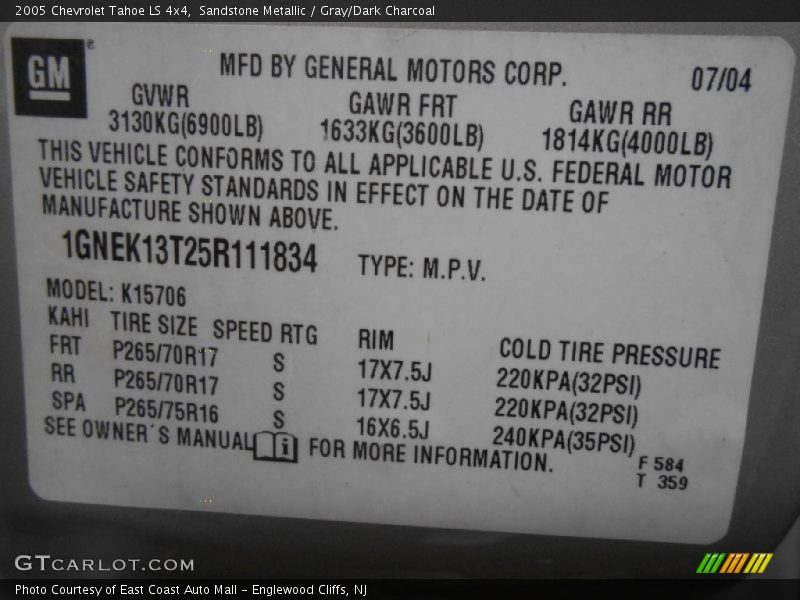 2005 Chevrolet Tahoe LS 4x4, Sandstone Metallic / Gray/Dark Charcoal
GM ®
MFD BY GENERAL MOTORS CORP. 07/04
GVWR GAWR FRT GAWR RR
3130KG(6900LB) 1633KG(3600LB) 1814KG(4000LB)
THIS VEHICLE CONFORMS TO ALL APPLICABLE U.S. FEDERAL MOTOR
VEHICLE SAFETY STANDARDS IN EFFECT ON THE DATE OF
MANUFACTURE SHOWN ABOVE.
1GNEK13T25R111834 TYPE: M.P.V.
MODEL: K15706
KAHI TIRE SIZE SPEED RTG RIM COLD TIRE PRESSURE
FRT P265/70R17 S 17X7.5J 220KPA(32PSI)
RR P265/70R17 S 17X7.5J 220KPA(32PSI)
SPA P265/75R16 S 16X6.5J 240KPA(35PSI)
SEE OWNER´S MANUAL i FOR MORE INFORMATION.
F 584
T 359
GTCARLOT.COM
Photo Courtesy of East Coast Auto Mall - Englewood Cliffs, NJ